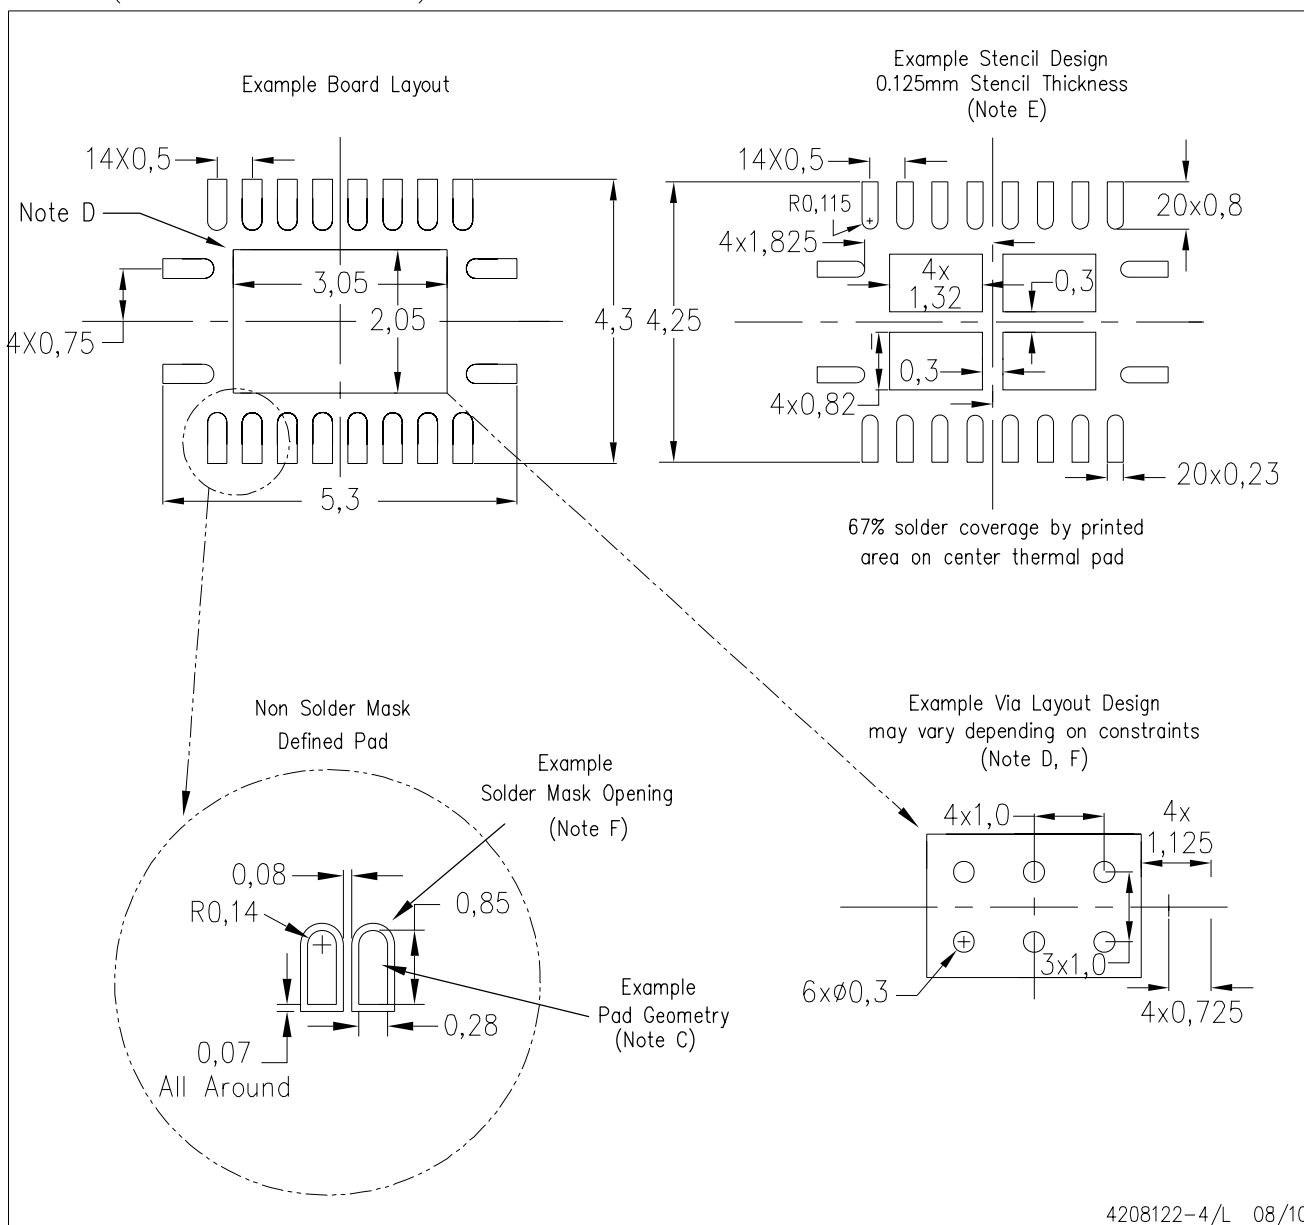 Example Board Layout
14X0,5
Note D
3,05
2,05
4X0,75
4,3
5,3
Example Stencil Design
0.125mm Stencil Thickness
(Note E)
14X0,5
R0,115
20x0,8
4x1,825
4x
1,32
0,3
4,25
0,3
4x0,82
20x0,23
67% solder coverage by printed
area on center thermal pad
Non Solder Mask
Defined Pad
Example
Solder Mask Opening
(Note F)
0,08
R0,14
0,85
Example
Pad Geometry
(Note C)
0,28
0,07
All Around
Example Via Layout Design
may vary depending on constraints
(Note D, F)
4x1,0
4x
1,125
3x1,0
6xø0,3
4x0,725
4208122-4/L 08/10